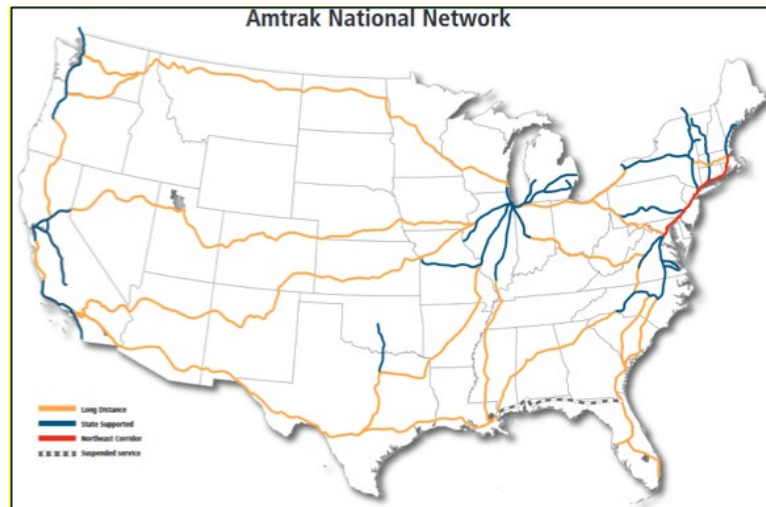 Amtrak National Network
Long Distance
State Supported
Northeast Corridor
Suspended service